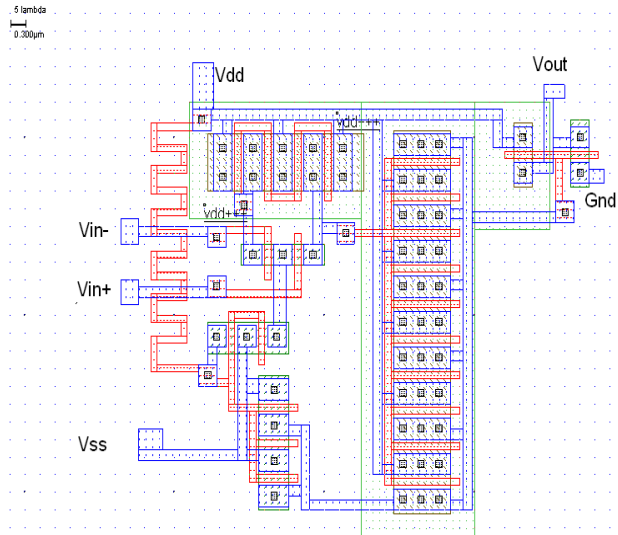 5 lambda
0.300µm
Vdd
Vout
vdd-++
Gnd
vdd++
Vin-
Vin+
Vss